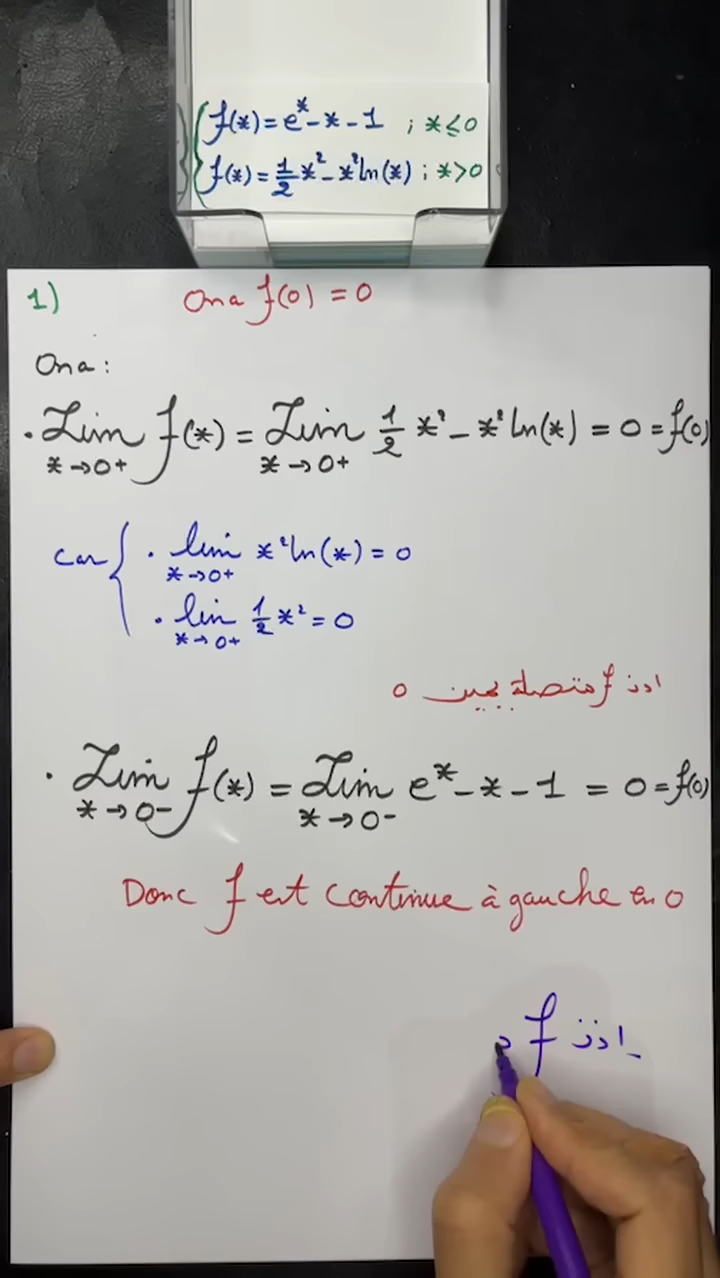 f(x) = e^x - x - 1 ; x ≤ 0
f(x) = 1/2 x² - x² ln(x) ; x > 0
1) On a f(0) = 0
On a :
• Lim x→0+ f(x) = Lim x→0+ 1/2 x² - x² ln(x) = 0 = f(0)
car { • lim x→0+ x² ln(x) = 0
• lim x→0+ 1/2 x² = 0
اذن f متصلة يمين 0
• Lim x→0- f(x) = Lim x→0- e^x - x - 1 = 0 = f(0)
Donc f est continue à gauche en 0
اذن f